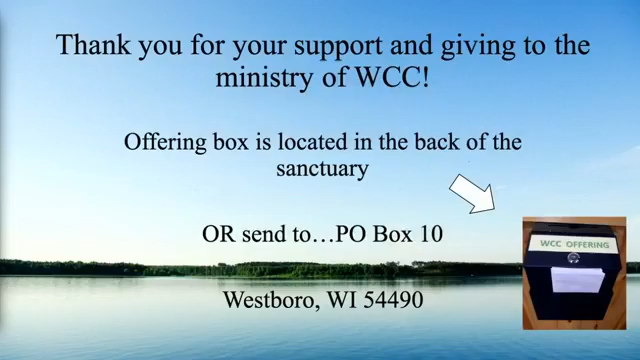 Thank you for your support and giving to the
ministry of WCC!
Offering box is located in the back of the
sanctuary
OR send to…PO Box 10
WCC OFFERING
Westboro, WI 54490